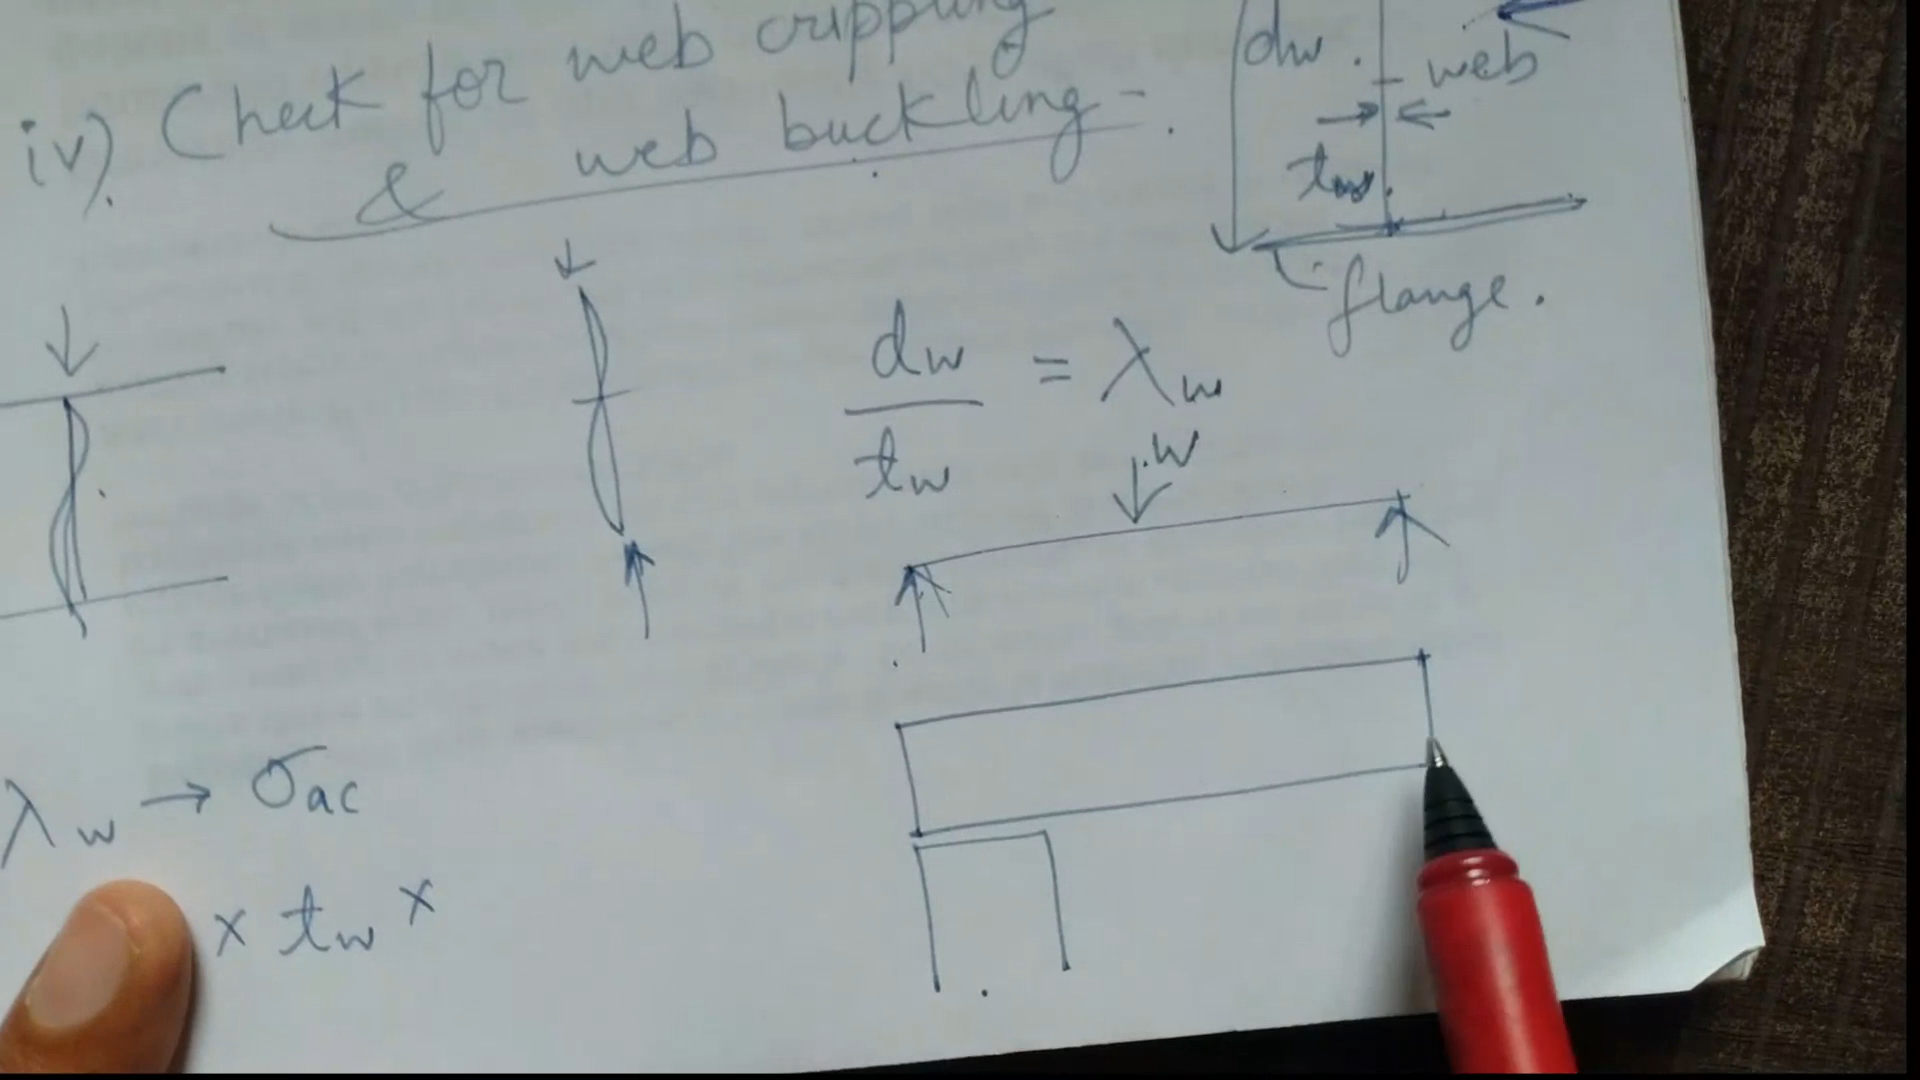 iv). Check for web crippling
& web buckling -
dw.
web
tw.
flange.
dw / tw = λw
W
λw → σac
x tw x